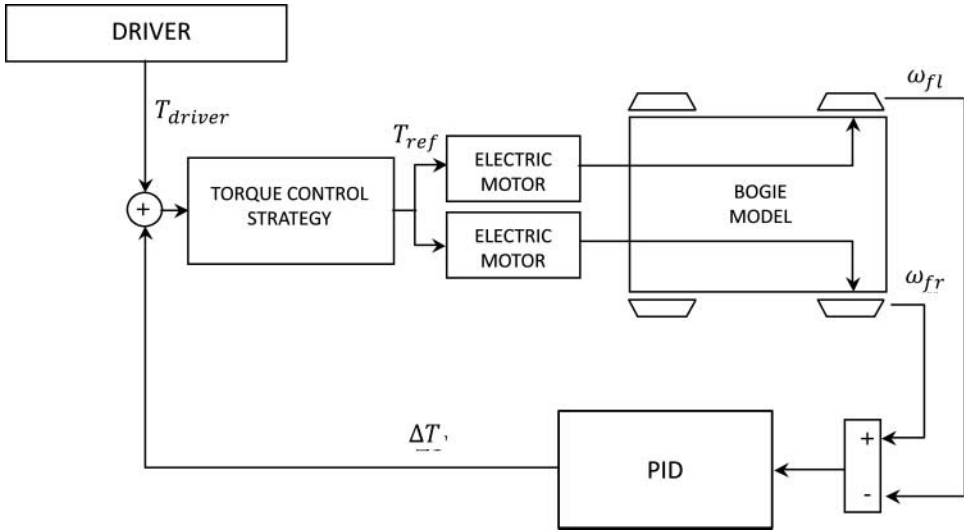 DRIVER
T_driver
T_ref
ω_fl
ELECTRIC
MOTOR
+
TORQUE CONTROL
STRATEGY
BOGIE
MODEL
ELECTRIC
MOTOR
ω_fr
ΔT
PID
+
-